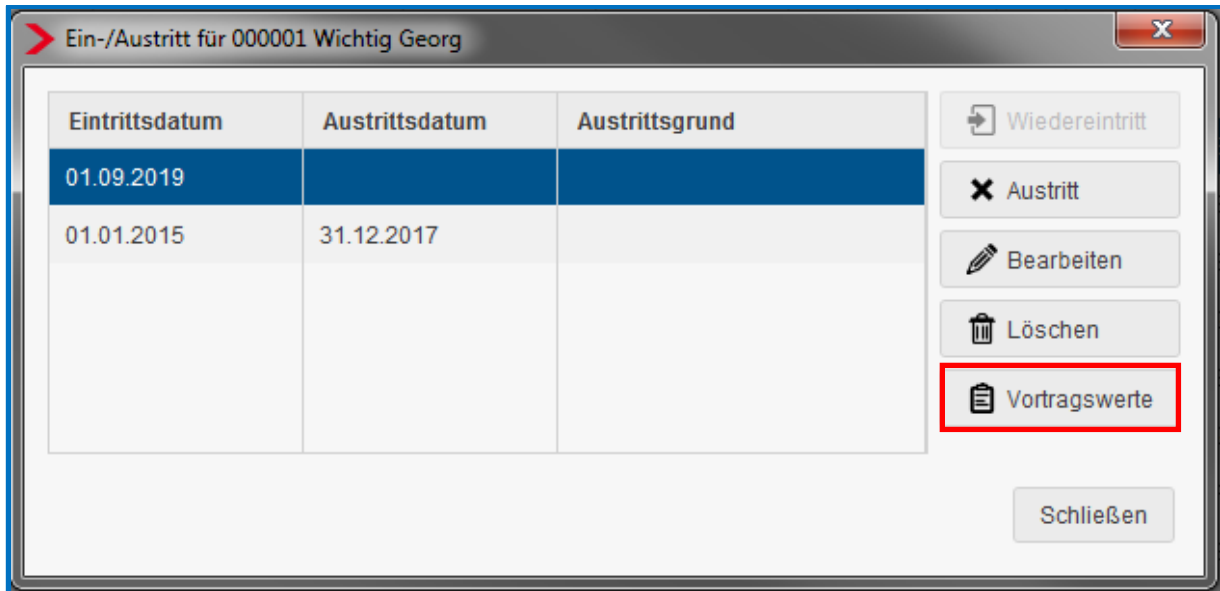 Ein-/Austritt für 000001 Wichtig Georg
Eintrittsdatum Austrittsdatum Austrittsgrund
01.09.2019
01.01.2015 31.12.2017
Wiedereintritt
Austritt
Bearbeiten
Löschen
Vortragswerte
Schließen